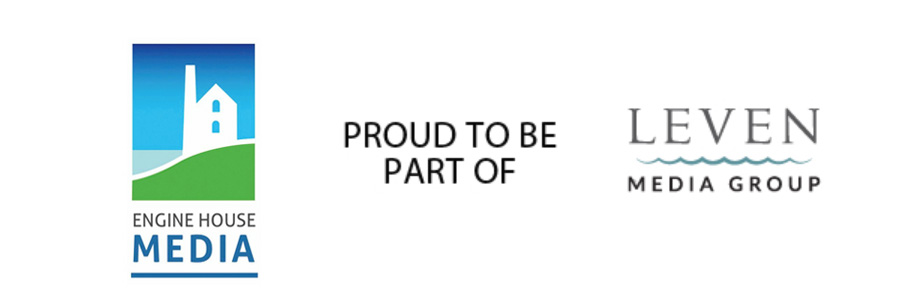 ENGINE HOUSE
MEDIA
PROUD TO BE
PART OF
LEVEN
MEDIA GROUP